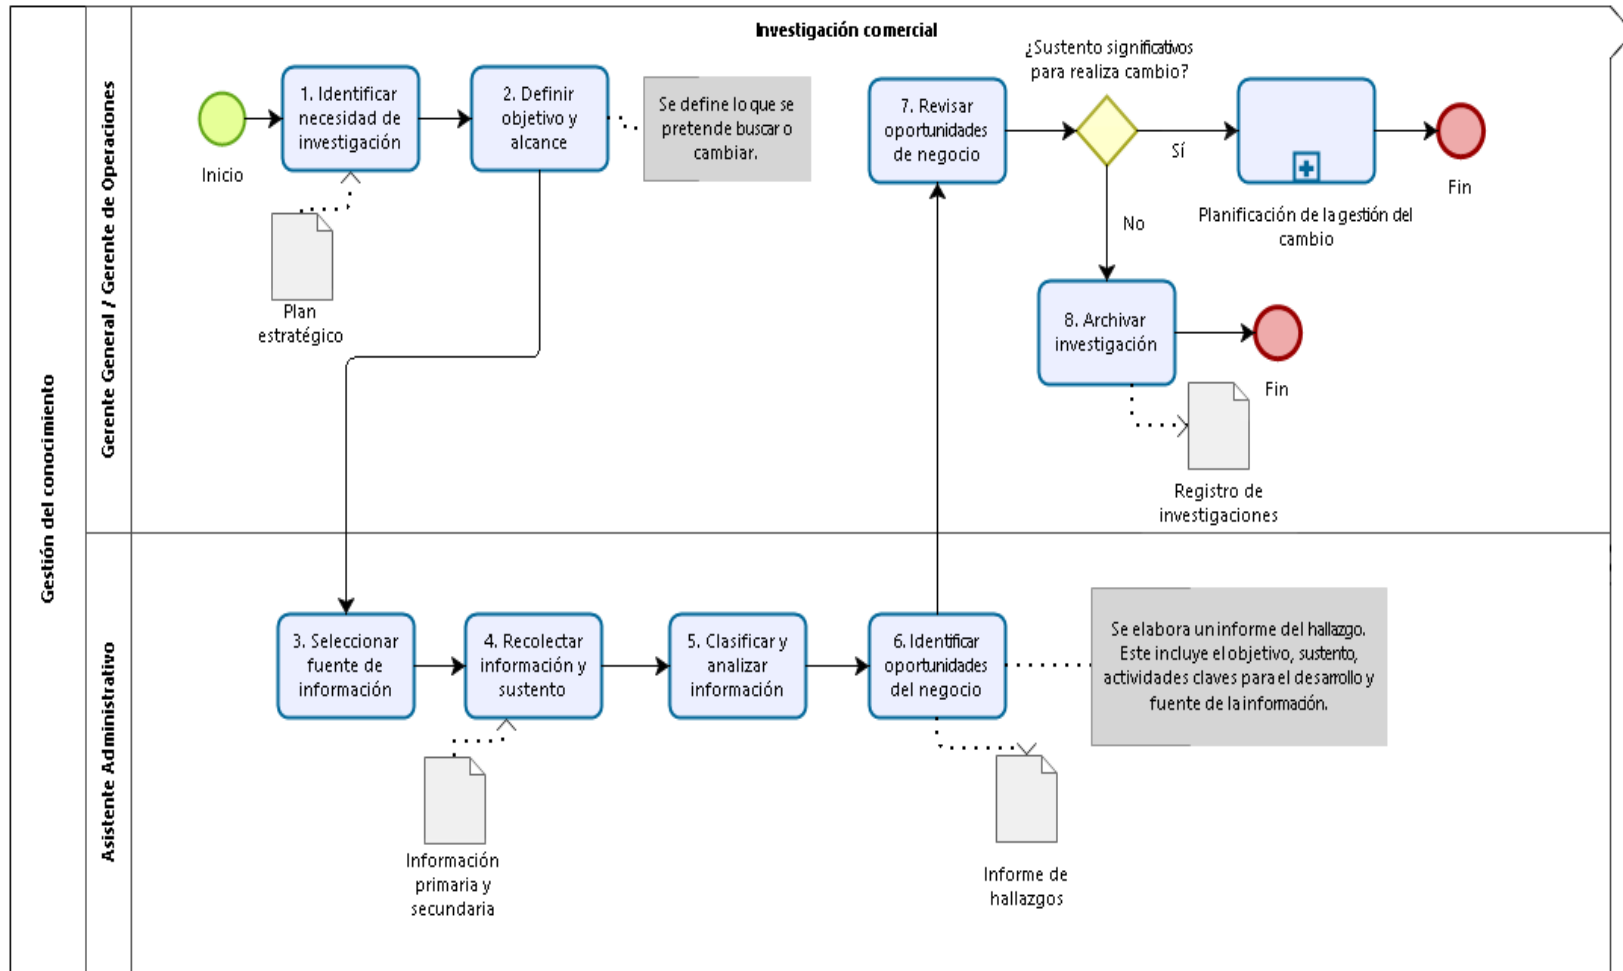 Investigación comercial
Gestión del conocimiento
Gerente General / Gerente de Operaciones
Inicio
1. Identificar
necesidad de
investigación
Plan
estratégico
2. Definir
objetivo y
alcance
Se define lo que se
pretende buscar o
cambiar.
7. Revisar
oportunidades
de negocio
¿Sustento significativos
para realiza cambio?
Sí
No
Planificación de la gestión del
cambio
Fin
8. Archivar
investigación
Fin
Registro de
investigaciones
Asistente Administrativo
3. Seleccionar
fuente de
información
4. Recolectar
información y
sustento
Información
primaria y
secundaria
5. Clasificar y
analizar
información
6. Identificar
oportunidades
del negocio
Informe de
hallazgos
Se elabora un informe del hallazgo.
Este incluye el objetivo, sustento,
actividades claves para el desarrollo y
fuente de la información.